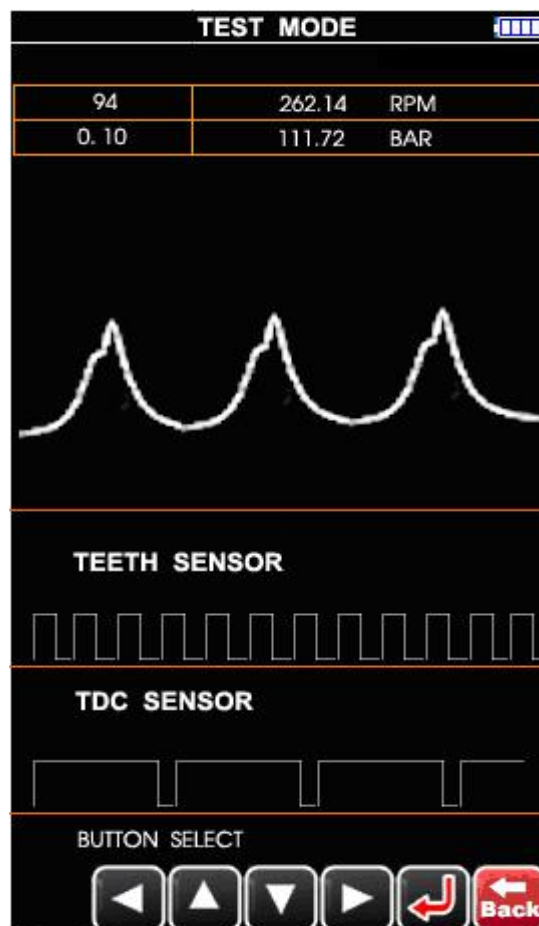 TEST MODE
94 262.14 RPM
0. 10 111.72 BAR
TEETH SENSOR
TDC SENSOR
BUTTON SELECT
Back